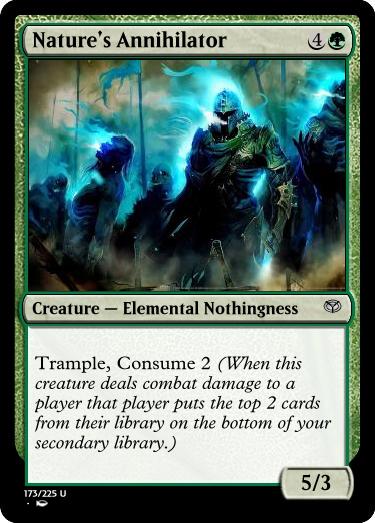 Nature's Annihilator 4
Creature — Elemental Nothingness
Trample, Consume 2 (When this
creature deals combat damage to a
player that player puts the top 2 cards
from their library on the bottom of your
secondary library.)
5/3
173/225 U